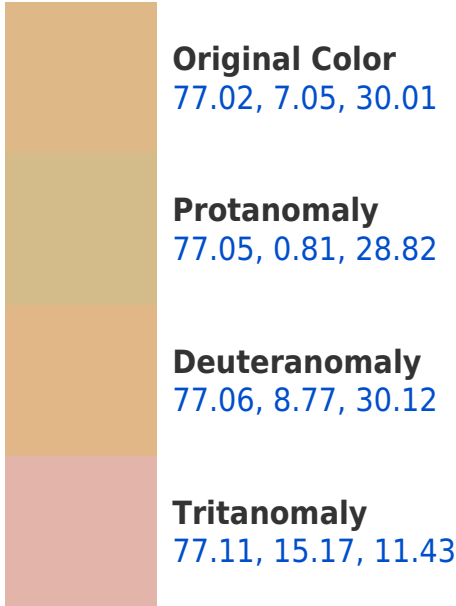 Original Color
77.02, 7.05, 30.01
Protanomaly
77.05, 0.81, 28.82
Deuteranomaly
77.06, 8.77, 30.12
Tritanomaly
77.11, 15.17, 11.43